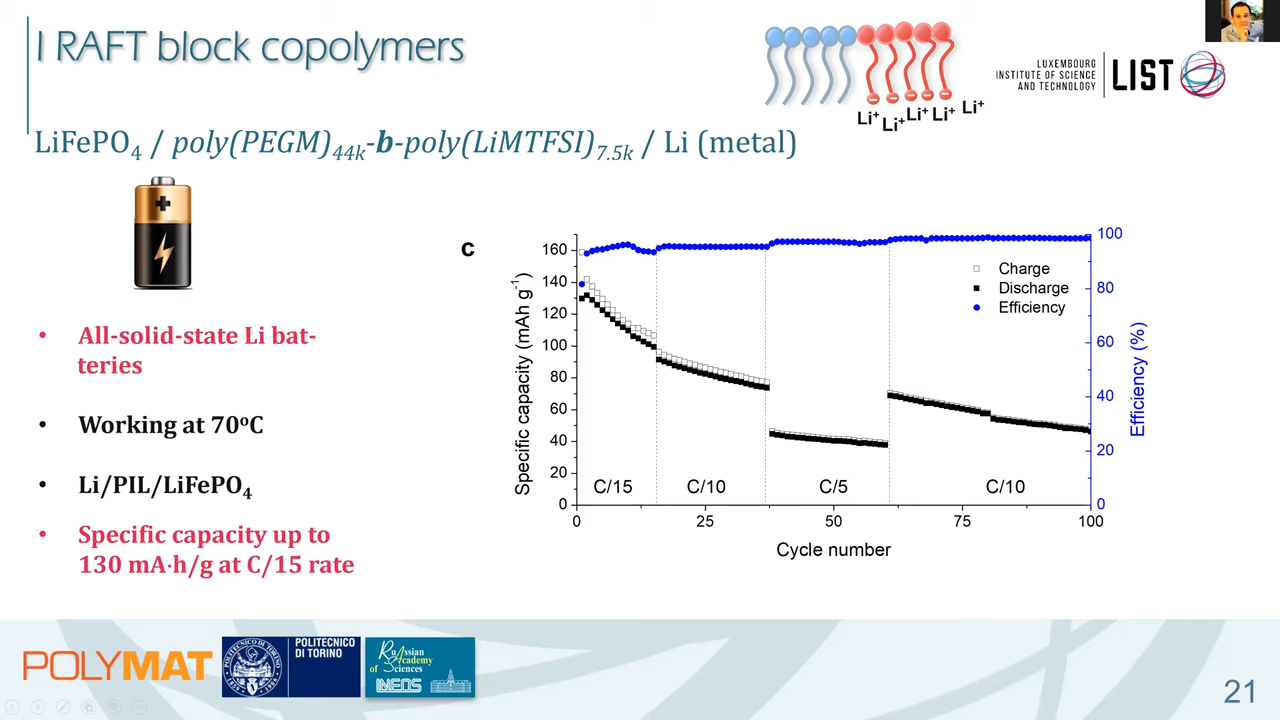 I RAFT block copolymers
Li⁺ Li⁺ Li⁺ Li⁺ Li⁺
LUXEMBOURG
INSTITUTE OF SCIENCE
AND TECHNOLOGY
LIST
LiFePO₄ / poly(PEGM)₄₄ₖ-b-poly(LiMTFSI)₇.₅ₖ / Li (metal)
• All-solid-state Li bat-
teries
• Working at 70ºC
• Li/PIL/LiFePO₄
• Specific capacity up to
130 mA·h/g at C/15 rate
c
Specific capacity (mAh g⁻¹)
160
140
120
100
80
60
40
20
0
Charge
Discharge
Efficiency
C/15 C/10 C/5 C/10
0 25 50 75 100
Cycle number
100
80
60
40
20
0
Efficiency (%)
POLYMAT
POLITECNICO
DI TORINO
Russian
Academy
of Sciences
INEOS
21